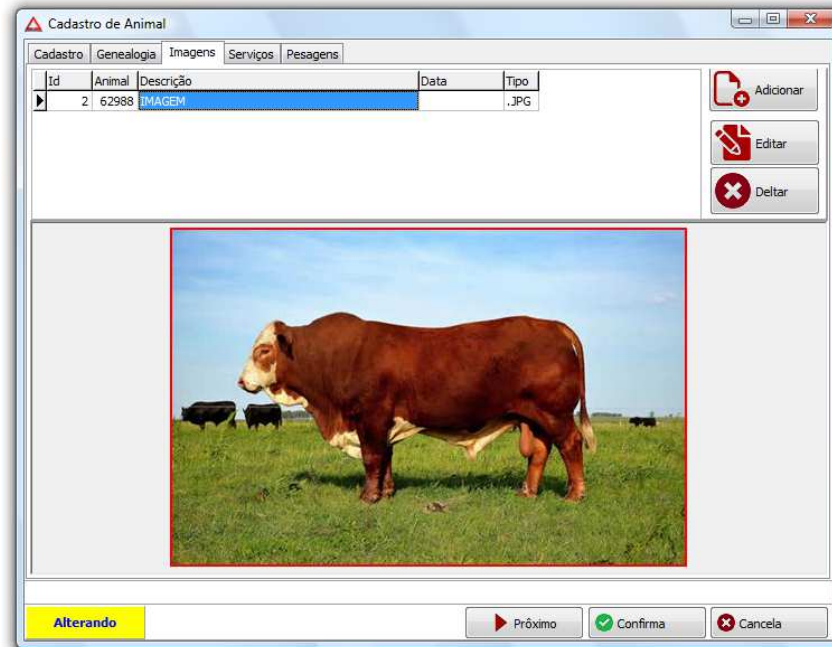 Cadastro de Animal
Cadastro Genealogia Imagens Serviços Pesagens
Id Animal Descrição Data Tipo
2 62988 IMAGEM .JPG
Adicionar
Editar
Deltar
Alterando
Prôximo
Confirma
Cancela